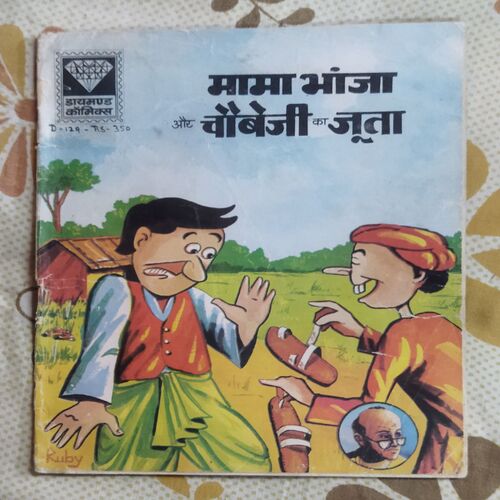 डायमण्ड
कॉमिक्स
D-129-RS-350
मामा भांजा
और चौबेजी का जूता
Ruby